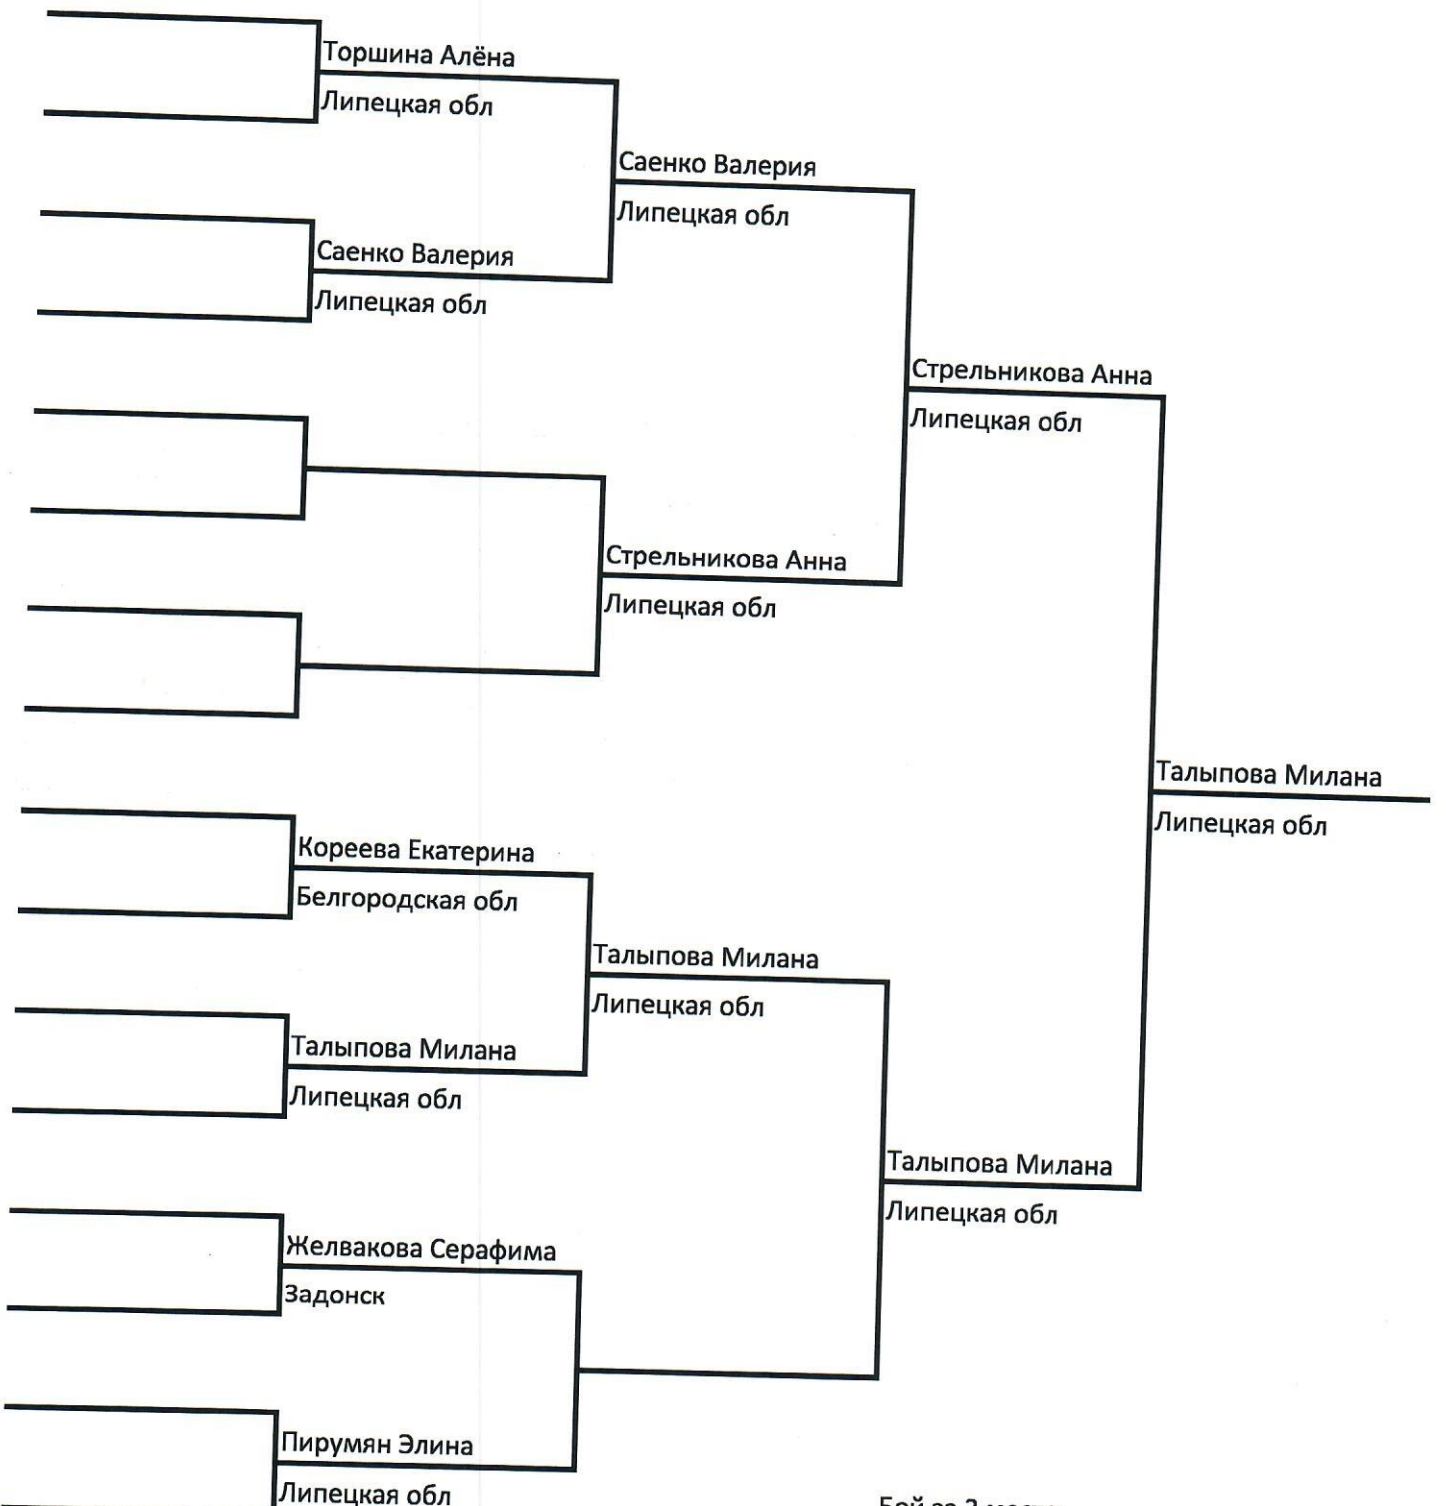 Торшина Алёна
Липецкая обл
Саенко Валерия
Липецкая обл
Саенко Валерия
Липецкая обл
Стрельникова Анна
Липецкая обл
Стрельникова Анна
Липецкая обл
Талыпова Милана
Липецкая обл
Кореева Екатерина
Белгородская обл
Талыпова Милана
Липецкая обл
Талыпова Милана
Липецкая обл
Талыпова Милана
Липецкая обл
Желвакова Серафима
Задонск
Пирумян Элина
Липецкая обл